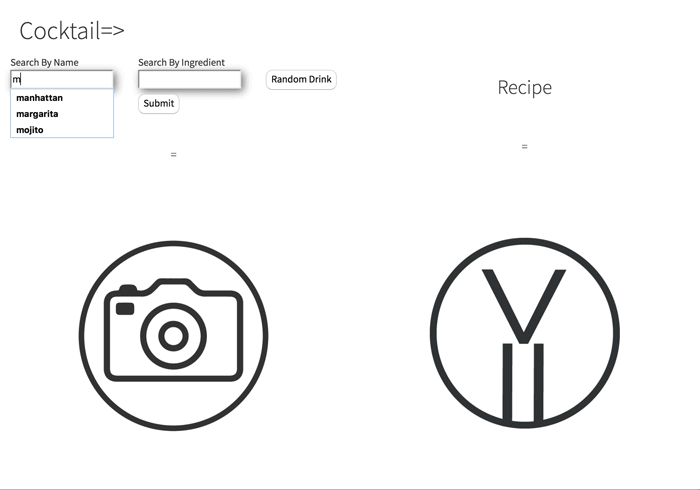 Cocktail=>
Search By Name
Search By Ingredient
m
Random Drink
manhattan
margarita
mojito
Submit
Recipe
=
=